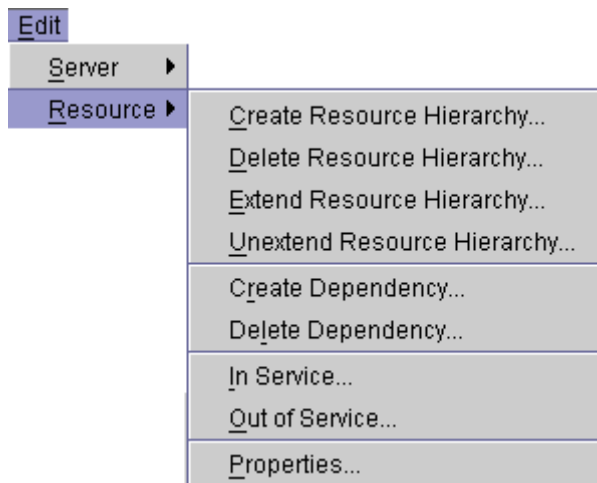 Edit
Server
Resource
Create Resource Hierarchy...
Delete Resource Hierarchy...
Extend Resource Hierarchy...
Unextend Resource Hierarchy...
Create Dependency...
Delete Dependency...
In Service...
Out of Service...
Properties...